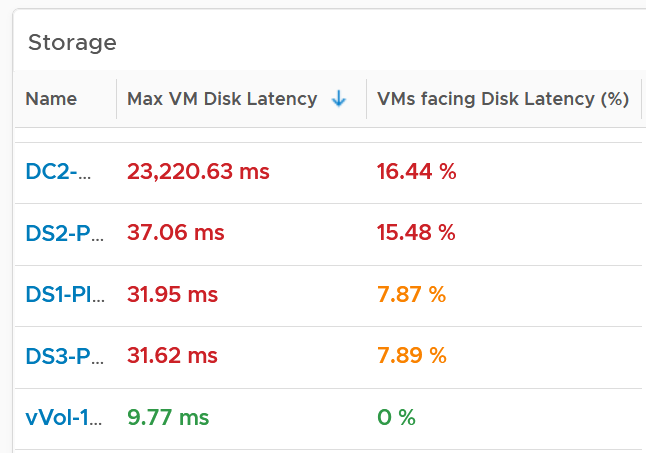 Storage
Name Max VM Disk Latency ↓ VMs facing Disk Latency (%)
DC2-... 23,220.63 ms 16.44 %
DS2-P... 37.06 ms 15.48 %
DS1-Pl... 31.95 ms 7.87 %
DS3-P... 31.62 ms 7.89 %
vVol-1... 9.77 ms 0 %